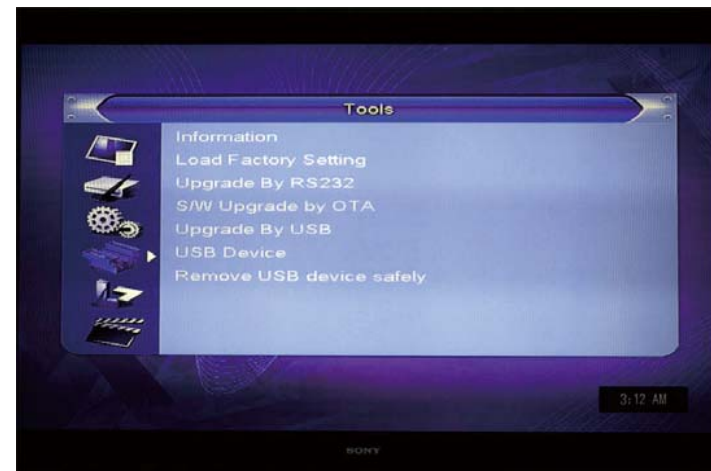 Tools
Information
Load Factory Setting
Upgrade By RS232
S/W Upgrade by OTA
Upgrade By USB
USB Device
Remove USB device safely
3:12 AM
SONY